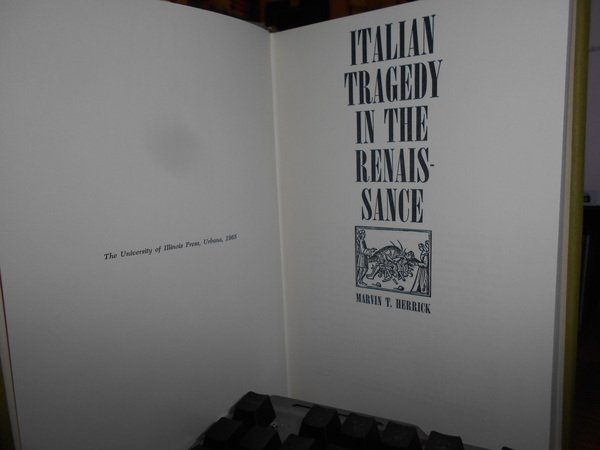 The University of Illinois Press, Urbana, 1965
ITALIAN
TRAGEDY
IN THE
RENAIS-
SANCE
MARVIN T. HERRICK